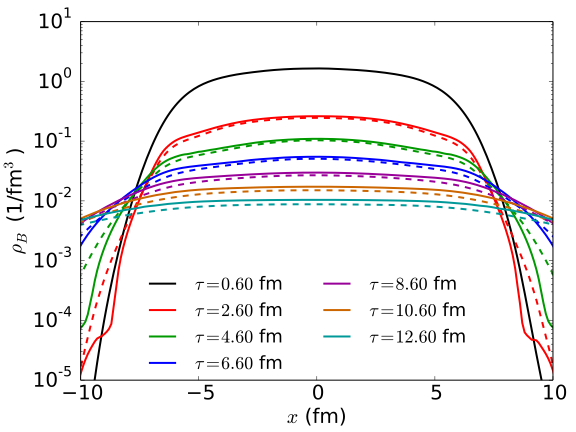 10^1
10^0
10^-1
10^-2
10^-3
10^-4
10^-5
ρ_B (1/fm^3)
τ=0.60 fm
τ=2.60 fm
τ=4.60 fm
τ=6.60 fm
τ=8.60 fm
τ=10.60 fm
τ=12.60 fm
−10 −5 0 5 10
x (fm)